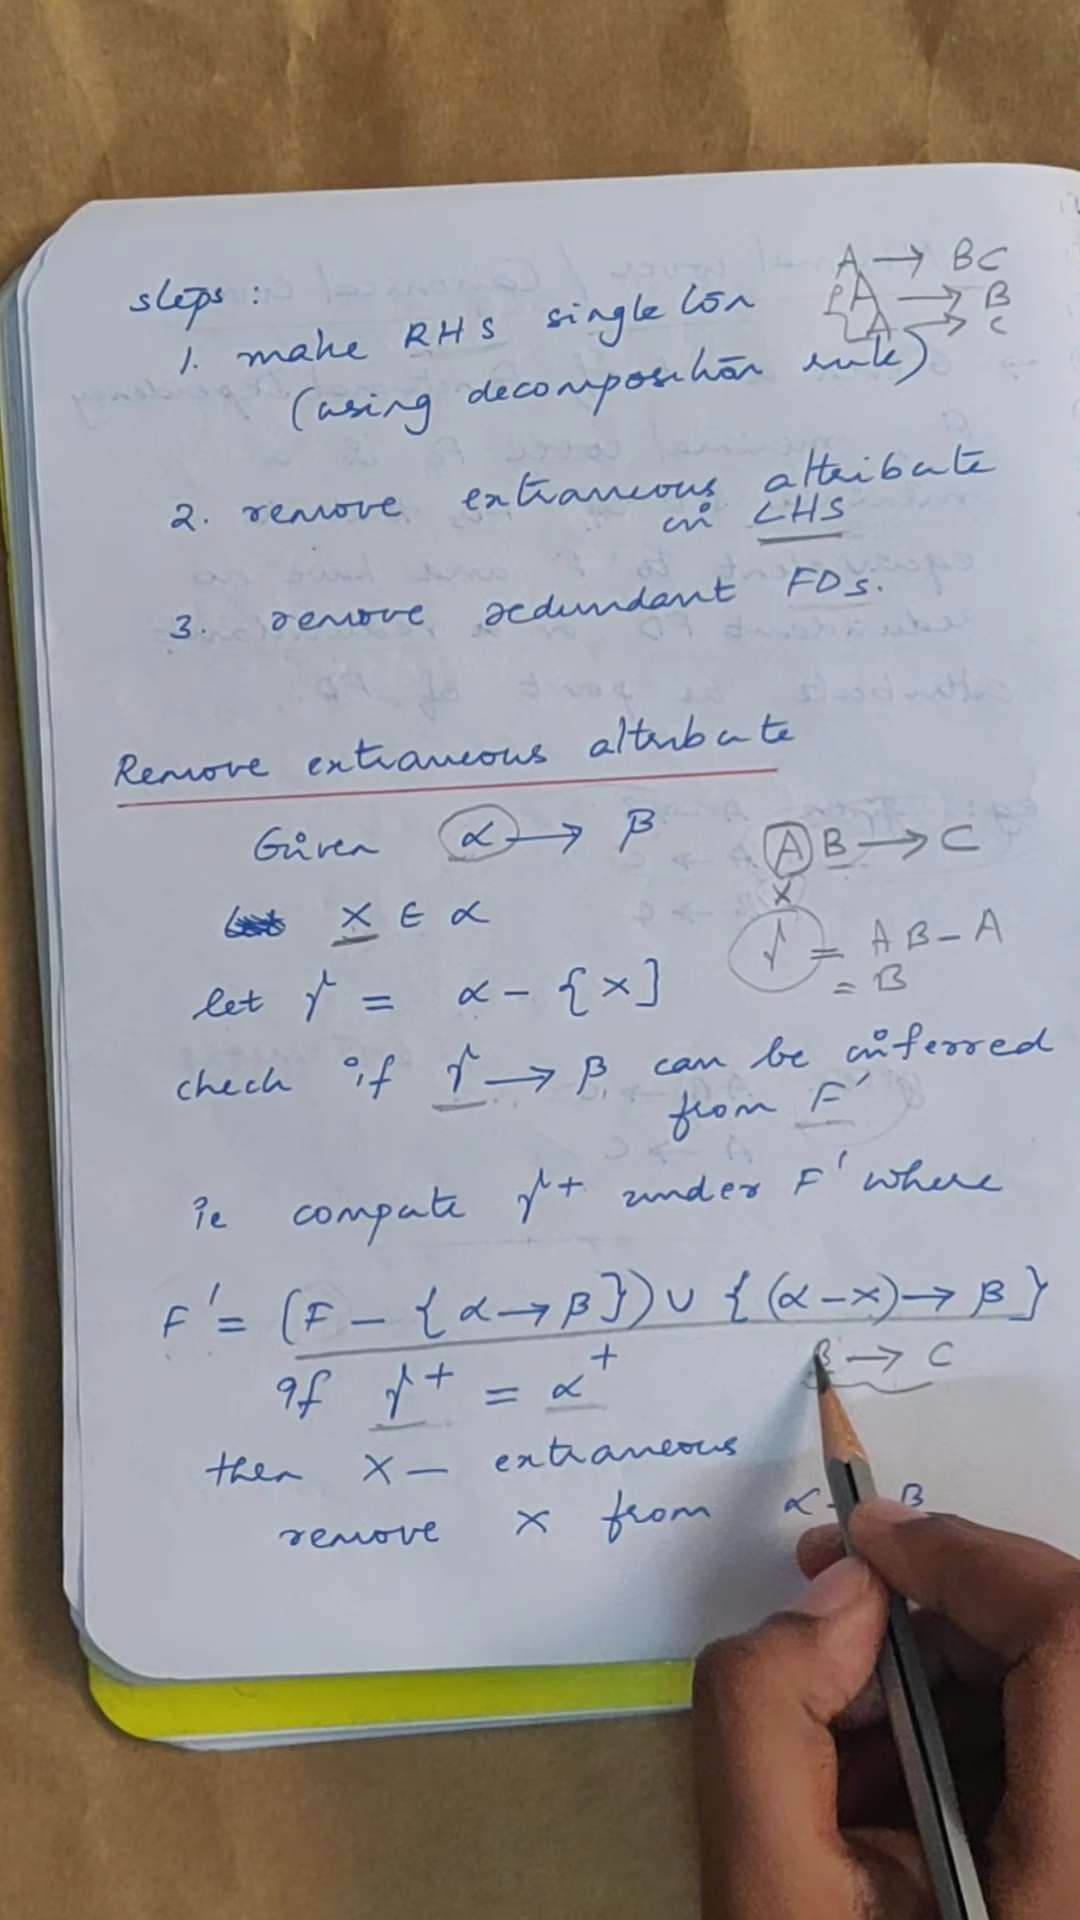 steps :
A → BC
A → B
A → C
1. make RHS singleton
(using decomposition rule)
2. remove extraneous attribute
in LHS
3. remove redundant FDs.
Remove extraneous attribute
Given α → β
AB → C
x
x ∈ α
γ = AB - A
= B
let γ = α - {x}
check if γ → β can be inferred
from F'
ie compute γ+ under F' where
F' = (F - {α→β}) ∪ {(α-x)→ β}
B → C
If γ+ = α+
then x - extraneous
remove x from α → β